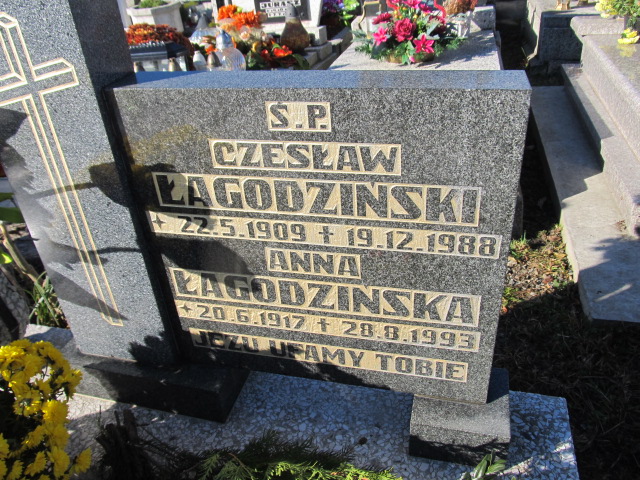 Ś.P.
CZESŁAW
ŁAGODZIŃSKI
+ 22.5.1909 + 19.12.1988
ANNA
ŁAGODZIŃSKA
+ 20.6.1917 + 28.8.1993
JEZU UFAMY TOBIE